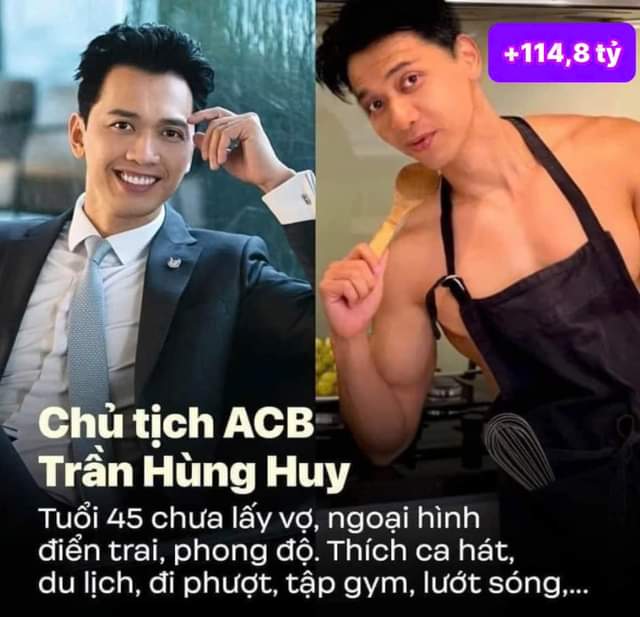 +114,8 tỷ
Chủ tịch ACB
Trần Hùng Huy
Tuổi 45 chưa lấy vợ, ngoại hình
điển trai, phong độ. Thích ca hát,
du lịch, đi phượt, tập gym, lướt sóng,...